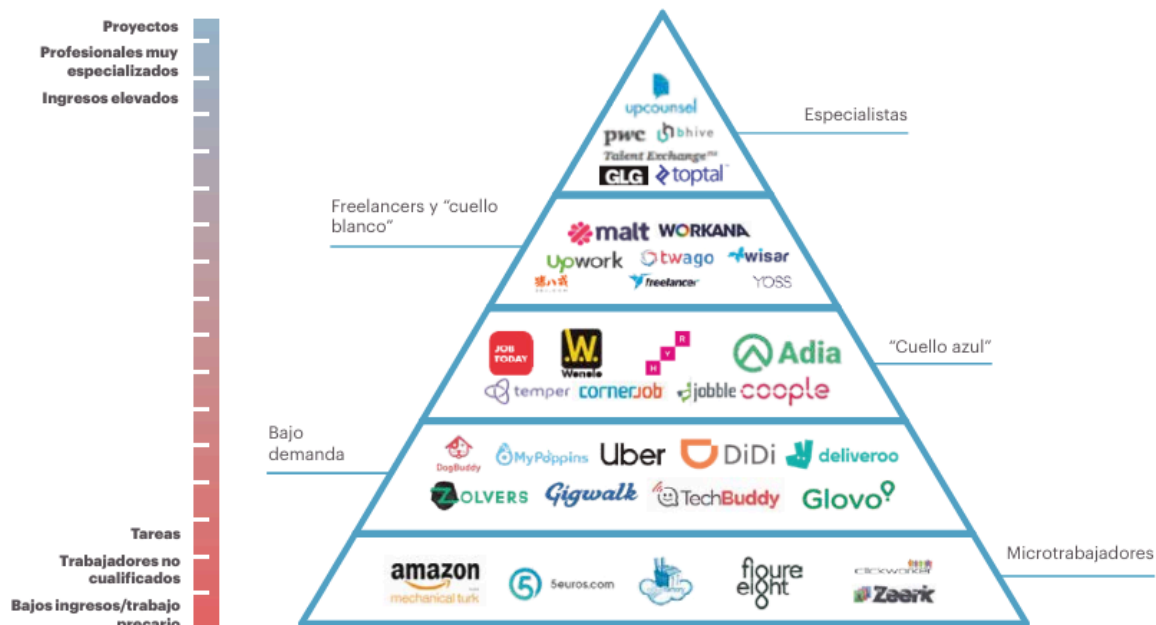 Proyectos
Profesionales muy
especializados
Ingresos elevados
upcounsel
pwc bhive
Talent Exchange
GLG toptal
Especialistas
Freelancers y “cuello
blanco”
malt WORKANA
Upwork twago wisar
freelancer YOSS
JOB
TODAY
W.
Wonolo
H Y R
Adia
“Cuello azul”
temper cornerjob jobble coople
Bajo
demanda
DogBuddy MyPoppins Uber DiDi deliveroo
ZOLVERS Gigwalk TechBuddy Glovo
Tareas
Trabajadores no
cualificados
Bajos ingresos/trabajo
precario
amazon
mechanical turk
5 5euros.com
figure
eight
clickworker
Zeerk
Microtrabajadores